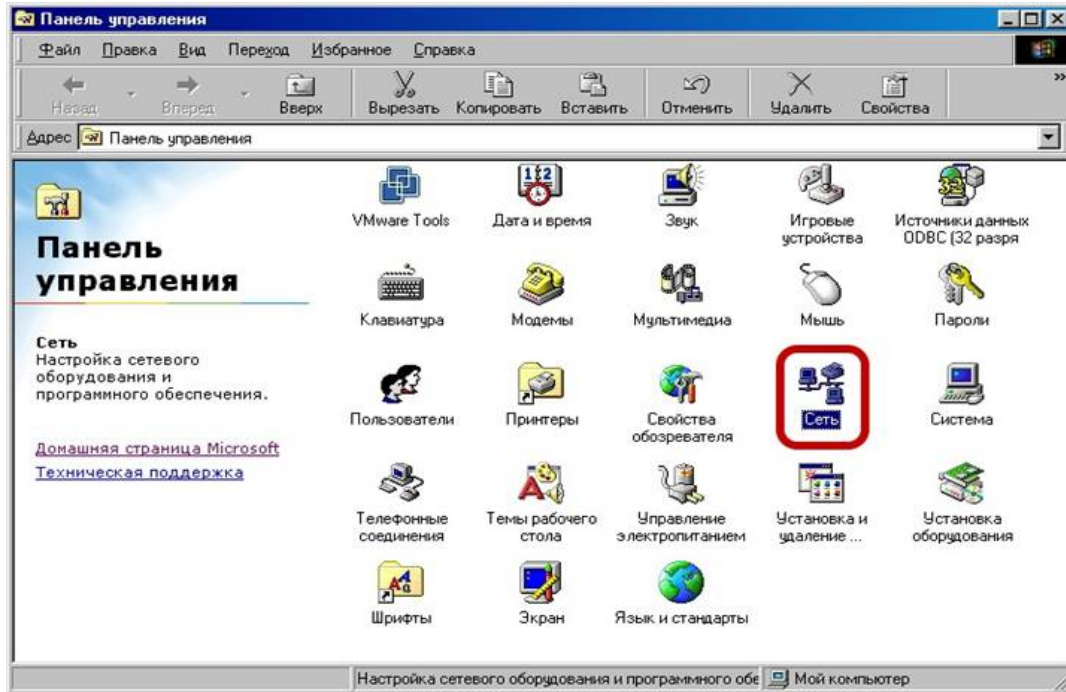 Панель управления
Файл Правка Вид Переход Избранное Справка
Назад Вперед Вверх Вырезать Копировать Вставить Отменить Удалить Свойства »
Адрес Панель управления
Панель
управления
Сеть
Настройка сетевого
оборудования и
программного обеспечения.
Домашняя страница Microsoft
Техническая поддержка
VMware Tools
Дата и время
Звук
Игровые
устройства
Источники данных
ODBC (32 разря
Клавиатура
Модемы
Мультимедиа
Мышь
Пароли
Пользователи
Принтеры
Свойства
обозревателя
Сеть
Система
Телефонные
соединения
Темы рабочего
стола
Управление
электропитанием
Установка и
удаление ...
Установка
оборудования
Шрифты
Экран
Язык и стандарты
Настройка сетевого оборудования и программного обе Мой компьютер